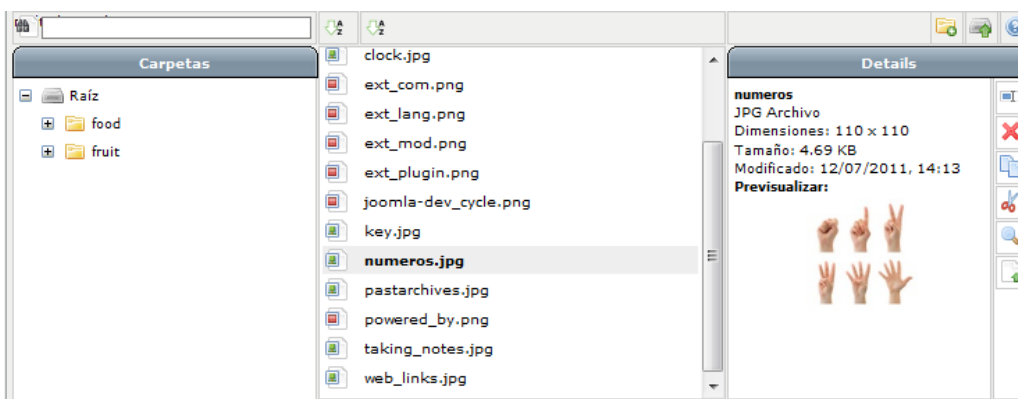 Carpetas
Raíz
food
fruit
clock.jpg
ext_com.png
ext_lang.png
ext_mod.png
ext_plugin.png
joomla-dev_cycle.png
key.jpg
numeros.jpg
pastarchives.jpg
powered_by.png
taking_notes.jpg
web_links.jpg
Details
numeros
JPG Archivo
Dimensiones: 110 x 110
Tamaño: 4.69 KB
Modificado: 12/07/2011, 14:13
Previsualizar: